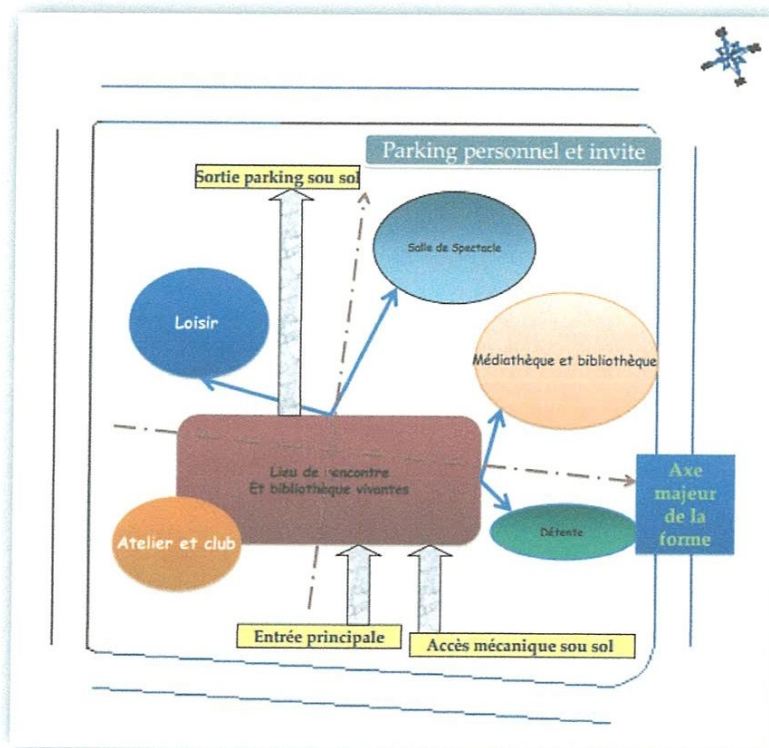 Parking personnel et invite
Sortie parking sou sol
Salle de Spectacle
Loisir
Médiathèque et bibliothèque
Lieu de rencontre
Et bibliothèque vivantes
Axe
majeur
de la
forme
Atelier et club
Détente
Entrée principale
Accès mécanique sou sol